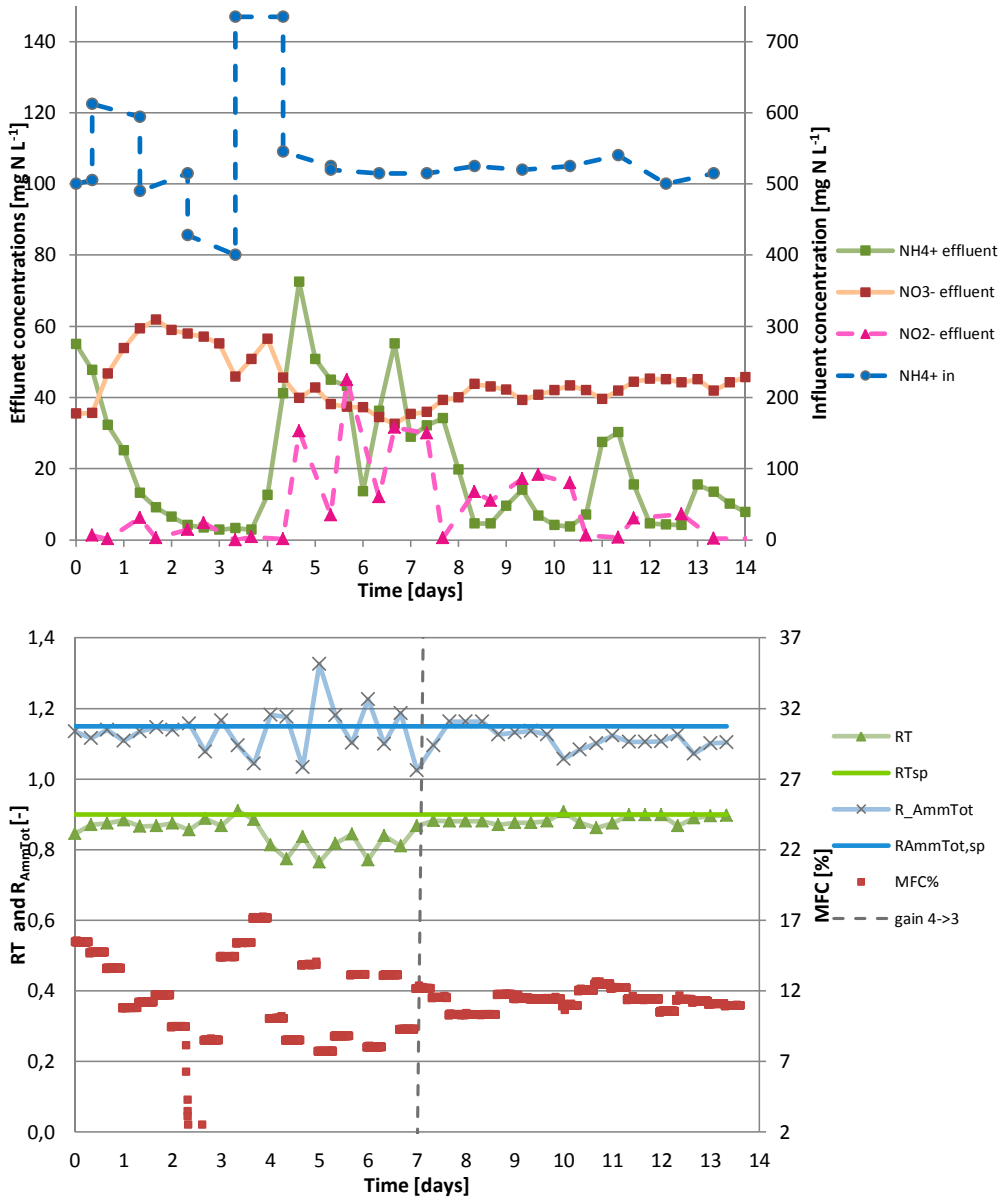 140 700
120 600
100 500
80 400
60 300
40 200
20 100
0 0
0 1 2 3 4 5 6 7 8 9 10 11 12 13 14
Time [days]
Efflunet concentrations [mg N L-1]
Influent concentration [mg N L-1]
NH4+ effluent
NO3- effluent
NO2- effluent
NH4+ in
1,4 37
1,2 32
1,0 27
0,8 22
0,6 17
0,4 12
0,2 7
0,0 2
0 1 2 3 4 5 6 7 8 9 10 11 12 13 14
Time [days]
RT and RAmmTot [-]
MFC [%]
RT
RTsp
R_AmmTot
RAmmTot,sp
MFC%
gain 4->3